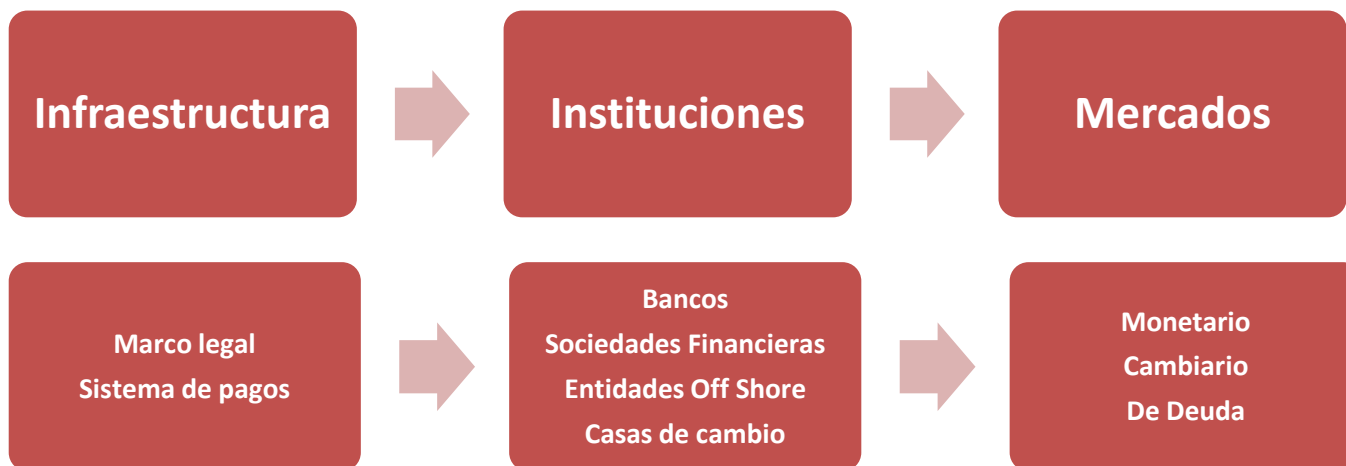 Infraestructura
Instituciones
Mercados
Marco legal
Sistema de pagos
Bancos
Sociedades Financieras
Entidades Off Shore
Casas de cambio
Monetario
Cambiario
De Deuda